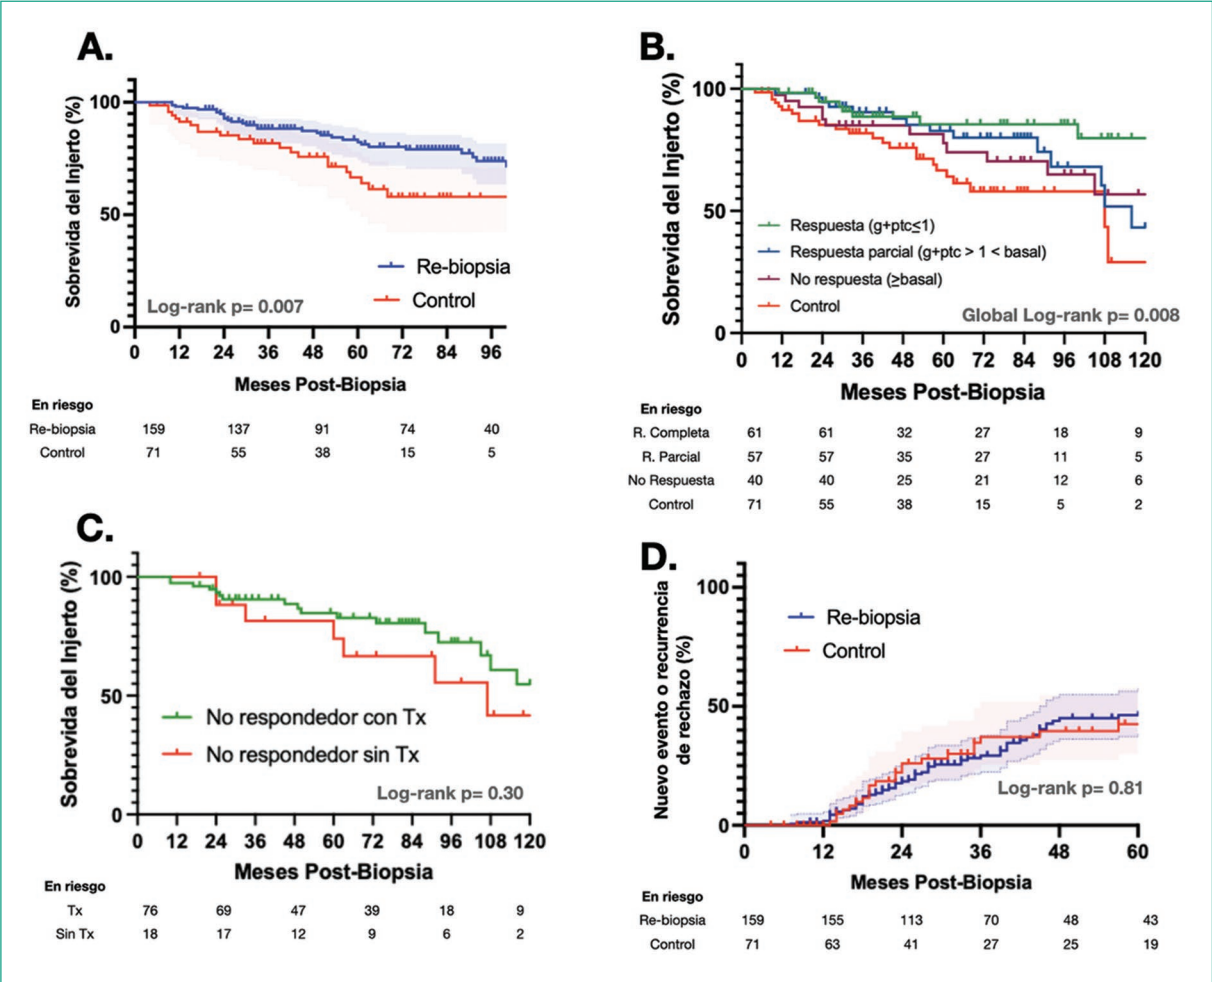 A.
Sobrevida del Injerto (%)
100
50
0
Re-biopsia
Control
Log-rank p= 0.007
0 12 24 36 48 60 72 84 96
Meses Post-Biopsia
En riesgo
Re-biopsia 159 137 91 74 40
Control 71 55 38 15 5
B.
Sobrevida del Injerto (%)
100
50
0
Respuesta (g+ptc≤1)
Respuesta parcial (g+ptc > 1 < basal)
No respuesta (≥basal)
Control
Global Log-rank p= 0.008
0 12 24 36 48 60 72 84 96 108 120
Meses Post-Biopsia
En riesgo
R. Completa 61 61 32 27 18 9
R. Parcial 57 57 35 27 11 5
No Respuesta 40 40 25 21 12 6
Control 71 55 38 15 5 2
C.
Sobrevida del Injerto (%)
100
50
0
No respondedor con Tx
No respondedor sin Tx
Log-rank p= 0.30
0 12 24 36 48 60 72 84 96 108 120
Meses Post-Biopsia
En riesgo
Tx 76 69 47 39 18 9
Sin Tx 18 17 12 9 6 2
D.
Nuevo evento o recurrencia
de rechazo (%)
100
50
0
Re-biopsia
Control
Log-rank p= 0.81
0 12 24 36 48 60
Meses Post-Biopsia
En riesgo
Re-biopsia 159 155 113 70 48 43
Control 71 63 41 27 25 19